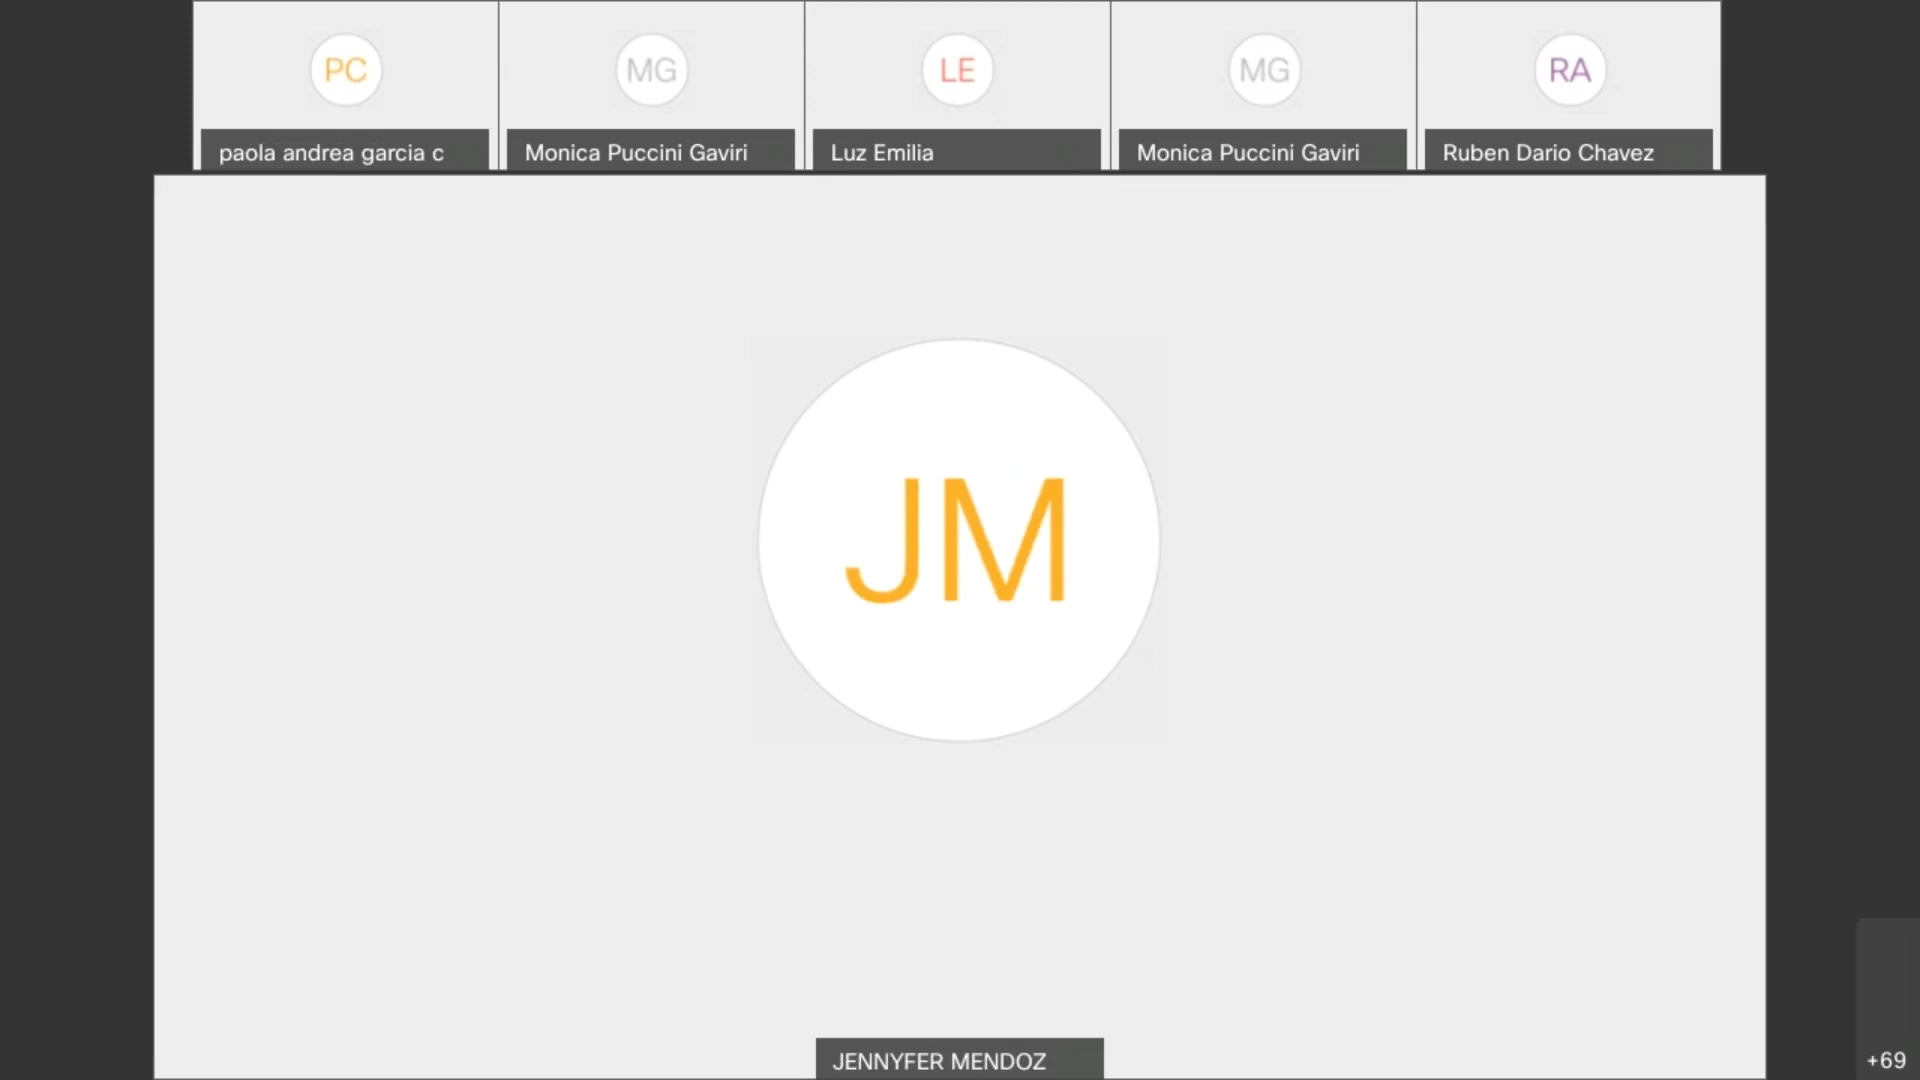 PC
MG
LE
MG
RA
paola andrea garcia c
Monica Puccini Gaviri
Luz Emilia
Monica Puccini Gaviri
Ruben Dario Chavez
JM
JENNYFER MENDOZ
+69